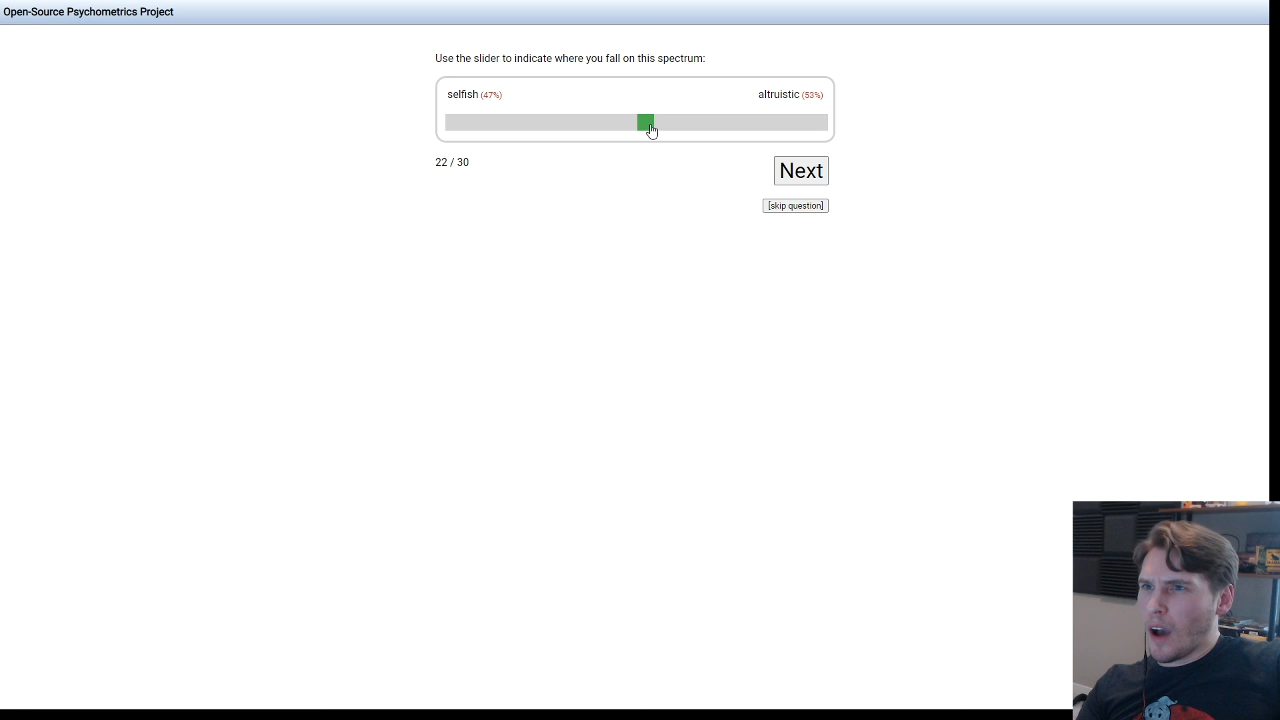 Open-Source Psychometrics Project
Use the slider to indicate where you fall on this spectrum:
selfish (47%)
altruistic (53%)
22 / 30
Next
[skip question]